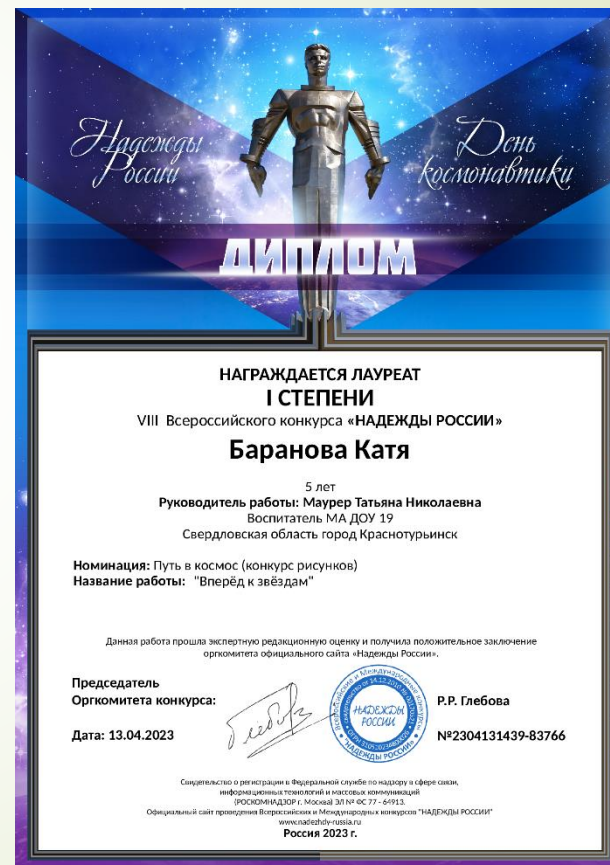 Надежды
России
День
космонавтики
ДИПЛОМ
НАГРАЖДАЕТСЯ ЛАУРЕАТ
I СТЕПЕНИ
VIII Всероссийского конкурса «НАДЕЖДЫ РОССИИ»
Баранова Катя
5 лет
Руководитель работы: Маурер Татьяна Николаевна
Воспитатель МА ДОУ 19
Свердловская область город Краснотурьинск
Номинация: Путь в космос (конкурс рисунков)
Название работы: "Вперёд к звёздам"
Данная работа прошла экспертную редакционную оценку и получила положительное заключение
оргкомитета официального сайта «Надежды России».
Председатель
Оргкомитета конкурса:
Р.Р. Глебова
НАДЕЖДЫ
РОССИИ
Дата: 13.04.2023
№2304131439-83766
Свидетельство о регистрации в Федеральной службе по надзору в сфере связи,
информационных технологий и массовых коммуникаций
(РОСКОМНАДЗОР г. Москва) ЭЛ № ФС 77 - 64913.
Официальный сайт проведения Всероссийских и Международных конкурсов "НАДЕЖДЫ РОССИИ"
www.nadezhdy-russia.ru
Россия 2023 г.